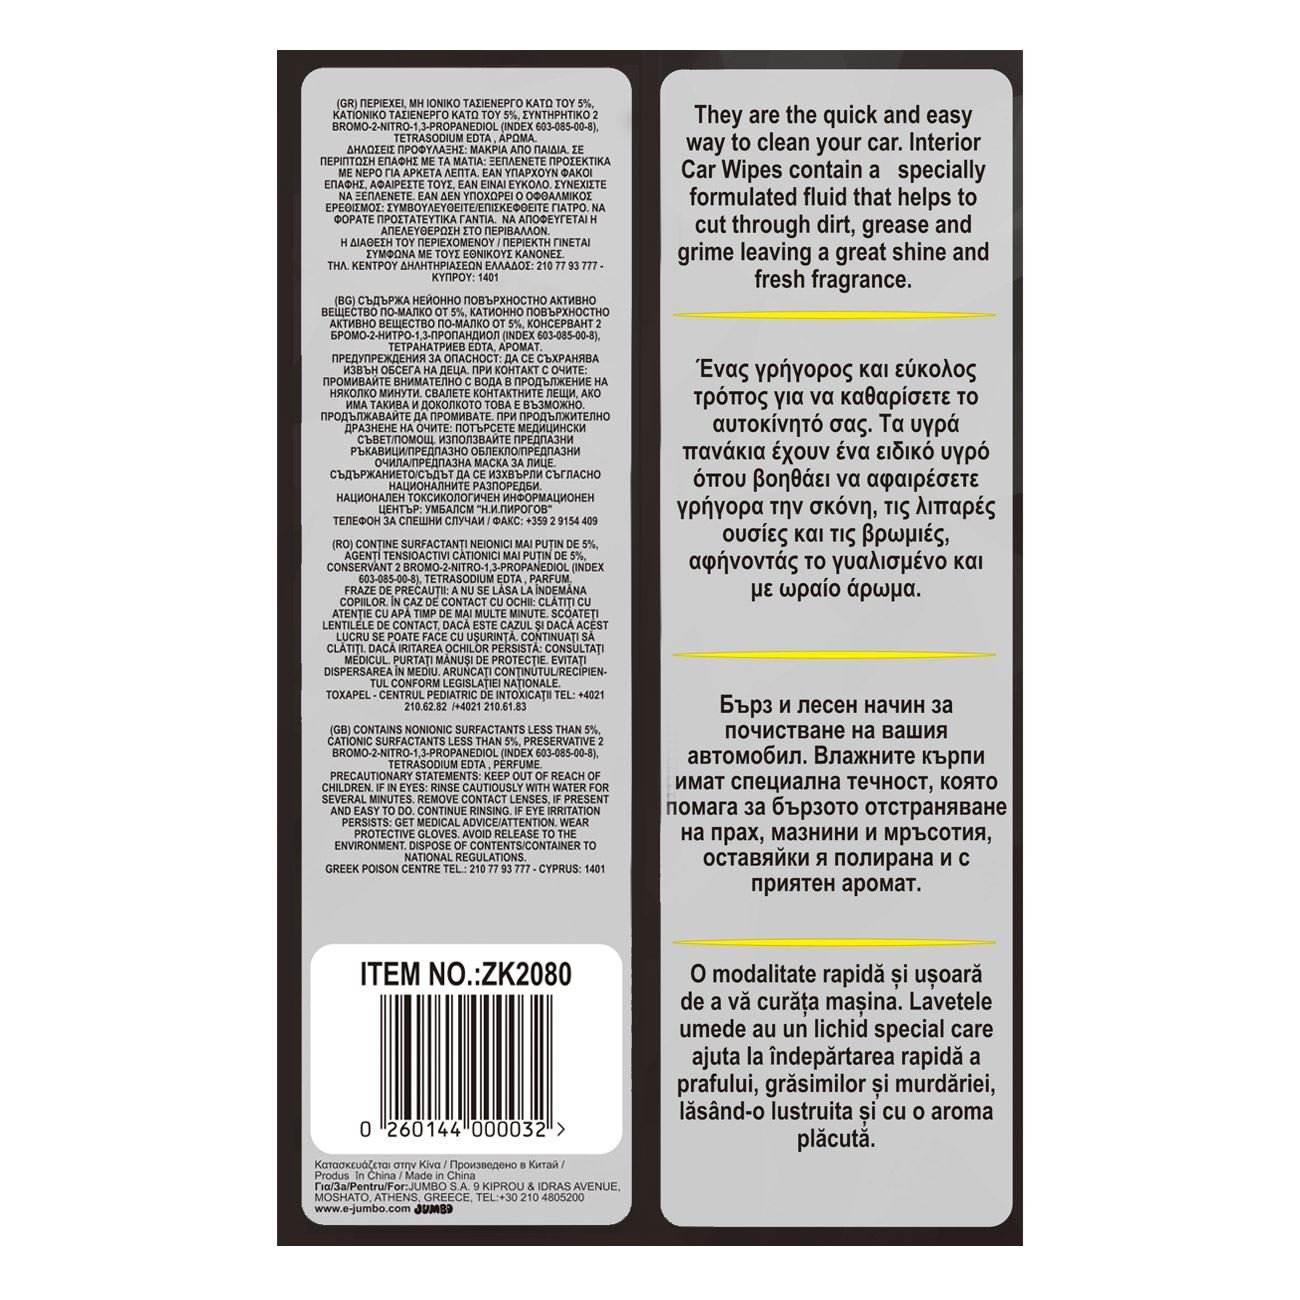 (GR) ΠΕΡΙΕΧΕΙ, ΜΗ ΙΟΝΙΚΟ ΤΑΣΙΕΝΕΡΓΟ ΚΑΤΩ ΤΟΥ 5%,
ΚΑΤΙΟΝΙΚΟ ΤΑΣΙΕΝΕΡΓΟ ΚΑΤΩ ΤΟΥ 5%, ΣΥΝΤΗΡΗΤΙΚΟ 2
BROMO-2-NITRO-1,3-PROPANEDIOL (INDEX 603-085-00-8),
TETRASODIUM EDTA , ΑΡΩΜΑ.
ΔΗΛΩΣΕΙΣ ΠΡΟΦΥΛΑΞΗΣ: ΜΑΚΡΙΑ ΑΠΟ ΠΑΙΔΙΑ. ΣΕ
ΠΕΡΙΠΤΩΣΗ ΕΠΑΦΗΣ ΜΕ ΤΑ ΜΑΤΙΑ: ΞΕΠΛΕΝΕΤΕ ΠΡΟΣΕΚΤΙΚΑ
ΜΕ ΝΕΡΟ ΓΙΑ ΑΡΚΕΤΑ ΛΕΠΤΑ. ΕΑΝ ΥΠΑΡΧΟΥΝ ΦΑΚΟΙ
ΕΠΑΦΗΣ, ΑΦΑΙΡΕΣΤΕ ΤΟΥΣ, ΕΑΝ ΕΙΝΑΙ ΕΥΚΟΛΟ. ΣΥΝΕΧΙΣΤΕ
ΝΑ ΞΕΠΛΕΝΕΤΕ. ΕΑΝ ΔΕΝ ΥΠΟΧΩΡΕΙ Ο ΟΦΘΑΛΜΙΚΟΣ
ΕΡΕΘΙΣΜΟΣ: ΣΥΜΒΟΥΛΕΥΘΕΙΤΕ/ΕΠΙΣΚΕΦΘΕΙΤΕ ΓΙΑΤΡΟ. ΝΑ
ΦΟΡΑΤΕ ΠΡΟΣΤΑΤΕΥΤΙΚΑ ΓΑΝΤΙΑ. ΝΑ ΑΠΟΦΕΥΓΕΤΑΙ Η
ΑΠΕΛΕΥΘΕΡΩΣΗ ΣΤΟ ΠΕΡΙΒΑΛΛΟΝ.
Η ΔΙΑΘΕΣΗ ΤΟΥ ΠΕΡΙΕΧΟΜΕΝΟΥ / ΠΕΡΙΕΚΤΗ ΓΙΝΕΤΑΙ
ΣΥΜΦΩΝΑ ΜΕ ΤΟΥΣ ΕΘΝΙΚΟΥΣ ΚΑΝΟΝΕΣ.
ΤΗΛ. ΚΕΝΤΡΟΥ ΔΗΛΗΤΗΡΙΑΣΕΩΝ ΕΛΛΑΔΟΣ: 210 77 93 777 -
ΚΥΠΡΟΥ: 1401
(BG) СЪДЪРЖА НЕЙОННО ПОВЪРХНОСТНО АКТИВНО
ВЕЩЕСТВО ПО-МАЛКО ОТ 5%, КАТИОННО ПОВЪРХНОСТНО
АКТИВНО ВЕЩЕСТВО ПО-МАЛКО ОТ 5%, КОНСЕРВАНТ 2
БРОМО-2-НИТРО-1,3-ПРОПАНДИОЛ (INDEX 603-085-00-8),
ТЕТРАНАТРИЕВ EDTA, АРОМАТ.
ПРЕДУПРЕЖДЕНИЯ ЗА ОПАСНОСТ: ДА СЕ СЪХРАНЯВА
ИЗВЪН ОБСЕГА НА ДЕЦА. ПРИ КОНТАКТ С ОЧИТЕ:
ПРОМИВАЙТЕ ВНИМАТЕЛНО С ВОДА В ПРОДЪЛЖЕНИЕ НА
НЯКОЛКО МИНУТИ. СВАЛЕТЕ КОНТАКТНИТЕ ЛЕЩИ, АКО
ИМА ТАКИВА И ДОКОЛКОТО ТОВА Е ВЪЗМОЖНО.
ПРОДЪЛЖАВАЙТЕ ДА ПРОМИВАТЕ. ПРИ ПРОДЪЛЖИТЕЛНО
ДРАЗНЕНЕ НА ОЧИТЕ: ПОТЪРСЕТЕ МЕДИЦИНСКИ
СЪВЕТ/ПОМОЩ. ИЗПОЛЗВАЙТЕ ПРЕДПАЗНИ
РЪКАВИЦИ/ПРЕДПАЗНО ОБЛЕКЛО/ПРЕДПАЗНИ
ОЧИЛА/ПРЕДПАЗНА МАСКА ЗА ЛИЦЕ.
СЪДЪРЖАНИЕТО/СЪДЪТ ДА СЕ ИЗХВЪРЛИ СЪГЛАСНО
НАЦИОНАЛНИТЕ РАЗПОРЕДБИ.
НАЦИОНАЛЕН ТОКСИКОЛОГИЧЕН ИНФОРМАЦИОНЕН
ЦЕНТЪР: УМБАЛСМ "Н.И.ПИРОГОВ"
ТЕЛЕФОН ЗА СПЕШНИ СЛУЧАИ / ФАКС: +359 2 9154 409
(RO) CONŢINE SURFACTANTI NEIONICI MAI PUTIN DE 5%,
AGENŢI TENSIOACTIVI CATIONICI MAI PUŢIN DE 5%,
CONSERVANT 2 BROMO-2-NITRO-1,3-PROPANEDIOL (INDEX
603-085-00-8), TETRASODIUM EDTA , PARFUM.
FRAZE DE PRECAUŢII: A NU SE LĂSA LA ÎNDEMÂNA
COPIILOR. ÎN CAZ DE CONTACT CU OCHII: CLĂTIŢI CU
ATENŢIE CU APĂ TIMP DE MAI MULTE MINUTE. SCOATEŢI
LENTILELE DE CONTACT, DACĂ ESTE CAZUL ŞI DACĂ ACEST
LUCRU SE POATE FACE CU UŞURINŢĂ. CONTINUAŢI SĂ
CLĂTIŢI. DACĂ IRITAREA OCHILOR PERSISTĂ: CONSULTAŢI
MEDICUL. PURTAŢI MĂNUŞI DE PROTECŢIE. EVITAŢI
DISPERSAREA ÎN MEDIU. ARUNCAŢI CONŢINUTUL/RECIPIEN-
TUL CONFORM LEGISLAŢIEI NAŢIONALE.
TOXAPEL - CENTRUL PEDIATRIC DE INTOXICAŢII TEL: +4021
210.62.82 /+4021 210.61.83
(GB) CONTAINS NONIONIC SURFACTANTS LESS THAN 5%,
CATIONIC SURFACTANTS LESS THAN 5%, PRESERVATIVE 2
BROMO-2-NITRO-1,3-PROPANEDIOL (INDEX 603-085-00-8),
TETRASODIUM EDTA , PERFUME.
PRECAUTIONARY STATEMENTS: KEEP OUT OF REACH OF
CHILDREN. IF IN EYES: RINSE CAUTIOUSLY WITH WATER FOR
SEVERAL MINUTES. REMOVE CONTACT LENSES, IF PRESENT
AND EASY TO DO. CONTINUE RINSING. IF EYE IRRITATION
PERSISTS: GET MEDICAL ADVICE/ATTENTION. WEAR
PROTECTIVE GLOVES. AVOID RELEASE TO THE
ENVIRONMENT. DISPOSE OF CONTENTS/CONTAINER TO
NATIONAL REGULATIONS.
GREEK POISON CENTRE TEL.: 210 77 93 777 - CYPRUS: 1401
ITEM NO.:ZK2080
0 260144 000032 >
Κατασκευάζεται στην Κίνα / Произведено в Китай /
Produs în China / Made in China
Για/За/Pentru/For:JUMBO S.A. 9 KIPROU & IDRAS AVENUE,
MOSHATO, ATHENS, GREECE, TEL:+30 210 4805200
www.e-jumbo.com JUMBO
They are the quick and easy
way to clean your car. Interior
Car Wipes contain a specially
formulated fluid that helps to
cut through dirt, grease and
grime leaving a great shine and
fresh fragrance.
Ένας γρήγορος και εύκολος
τρόπος για να καθαρίσετε το
αυτοκίνητό σας. Τα υγρά
πανάκια έχουν ένα ειδικό υγρό
όπου βοηθάει να αφαιρέσετε
γρήγορα την σκόνη, τις λιπαρές
ουσίες και τις βρωμιές,
αφήνοντάς το γυαλισμένο και
με ωραίο άρωμα.
Бърз и лесен начин за
почистване на вашия
автомобил. Влажните кърпи
имат специална течност, която
помага за бързото отстраняване
на прах, мазнини и мръсотия,
оставяйки я полирана и с
приятен аромат.
O modalitate rapidă și ușoară
de a vă curăța mașina. Lavetele
umede au un lichid special care
ajuta la îndepărtarea rapidă a
prafului, grăsimilor și murdăriei,
lăsând-o lustruita și cu o aroma
plăcută.